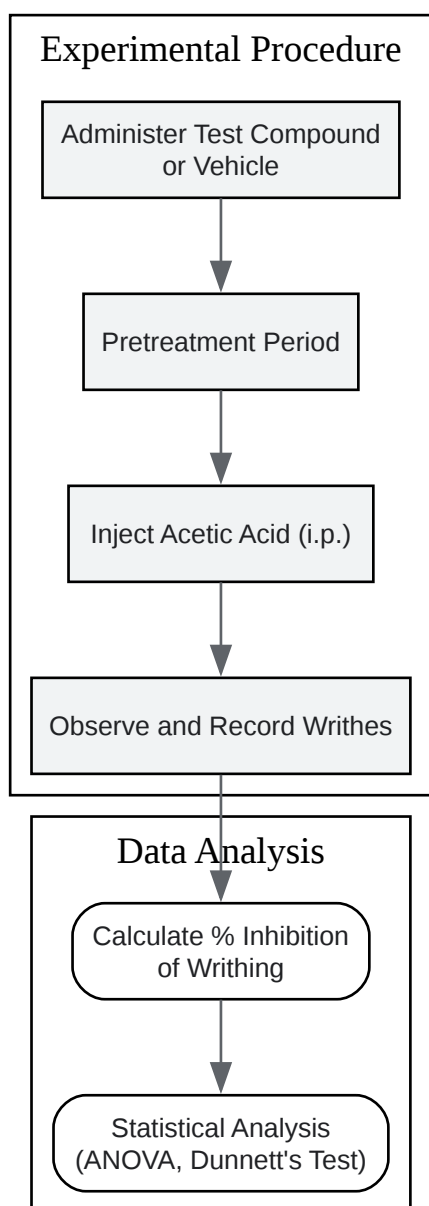 Experimental Procedure
Administer Test Compound
or Vehicle
Pretreatment Period
Inject Acetic Acid (i.p.)
Observe and Record Writhes
Data Analysis
Calculate % Inhibition
of Writhing
Statistical Analysis
(ANOVA, Dunnett's Test)